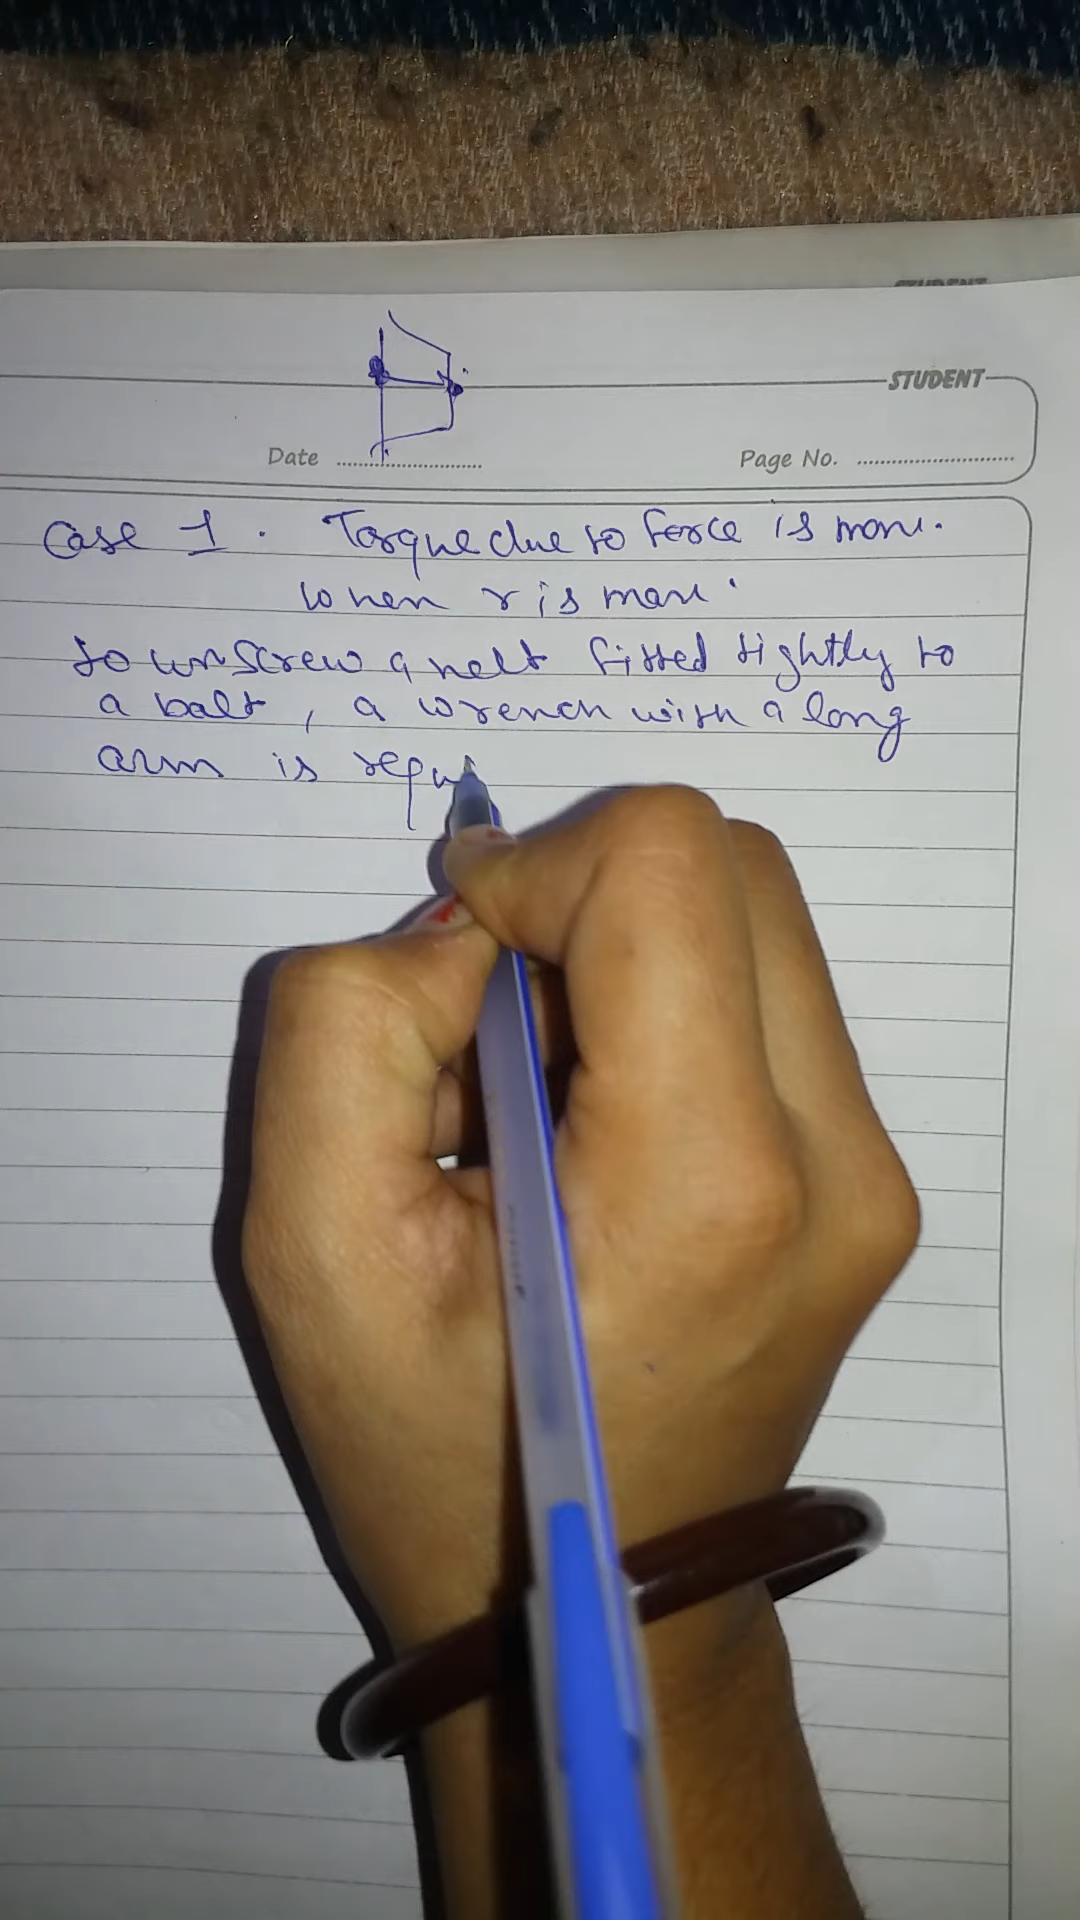 STUDENT
Date
Page No.
Case 1. Torque due to force is more.
when r is more.
to unscrew a nelt fitted tightly to
a balt, a wrench with a long
arm is requ